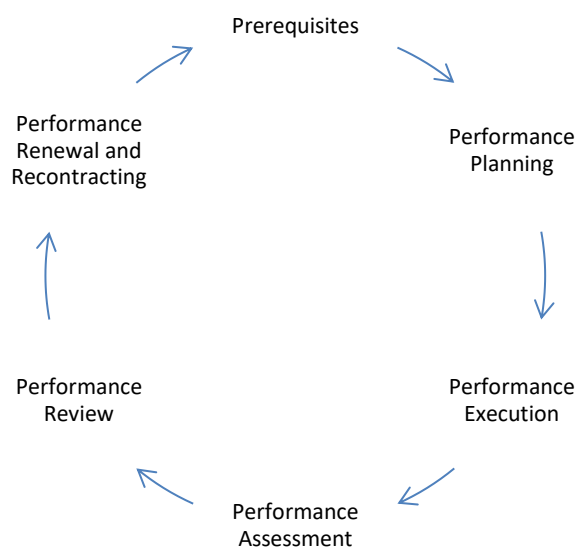 Prerequisites
Performance
Planning
Performance
Execution
Performance
Assessment
Performance
Review
Performance
Renewal and
Recontracting